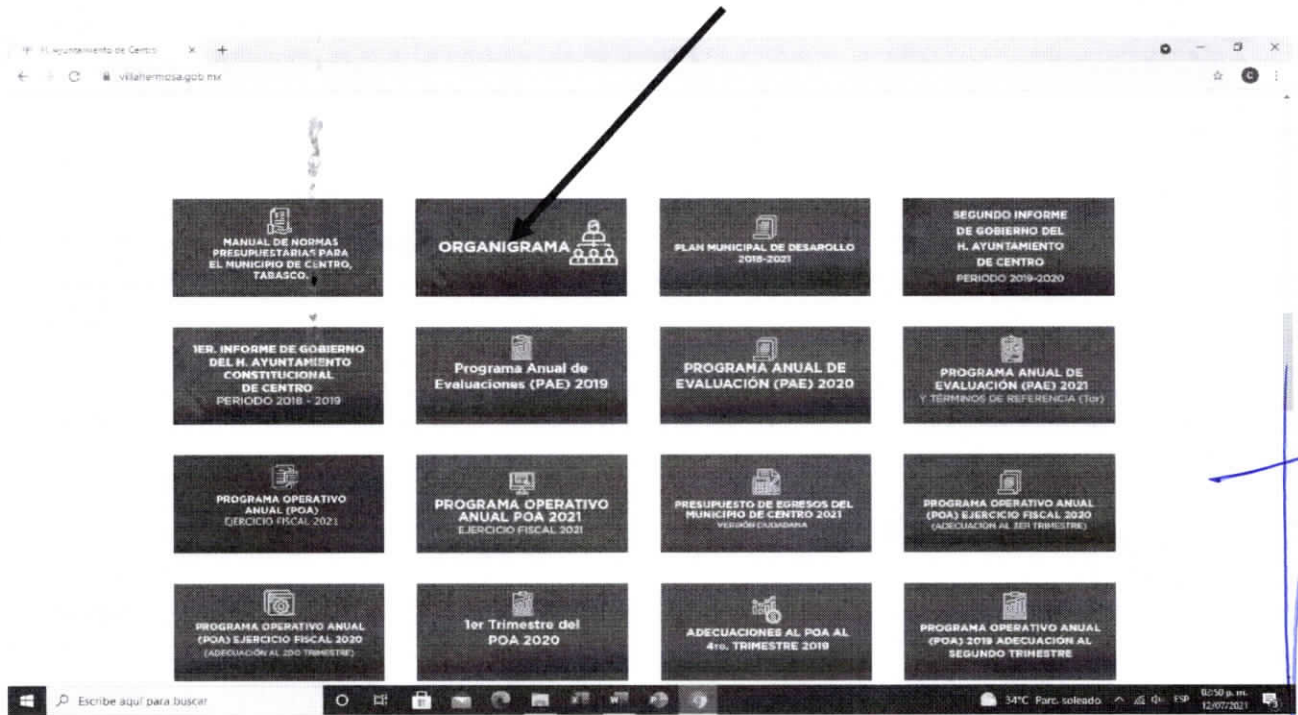 H. Ayuntamiento de Centro
villahermosa.gob.mx
MANUAL DE NORMAS
PRESUPUESTARIAS PARA
EL MUNICIPIO DE CENTRO,
TABASCO.
ORGANIGRAMA
PLAN MUNICIPAL DE DESAROLLO
2018-2021
SEGUNDO INFORME
DE GOBIERNO DEL
H. AYUNTAMIENTO
DE CENTRO
PERIODO 2019-2020
1ER. INFORME DE GOBIERNO
DEL H. AYUNTAMIENTO
CONSTITUCIONAL
DE CENTRO
PERIODO 2018 - 2019
Programa Anual de
Evaluaciones (PAE) 2019
PROGRAMA ANUAL DE
EVALUACIÓN (PAE) 2020
PROGRAMA ANUAL DE
EVALUACIÓN (PAE) 2021
Y TÉRMINOS DE REFERENCIA (Tor)
PROGRAMA OPERATIVO
ANUAL (POA)
EJERCICIO FISCAL 2021
PROGRAMA OPERATIVO
ANUAL POA 2021
EJERCICIO FISCAL 2021
PRESUPUESTO DE EGRESOS DEL
MUNICIPIO DE CENTRO 2021
VERSIÓN CIUDADANA
PROGRAMA OPERATIVO ANUAL
(POA) EJERCICIO FISCAL 2020
(ADECUACIÓN AL 3ER TRIMESTRE)
PROGRAMA OPERATIVO ANUAL
(POA) EJERCICIO FISCAL 2020
(ADECUACIÓN AL 2DO TRIMESTRE)
1er Trimestre del
POA 2020
ADECUACIONES AL POA AL
4TO. TRIMESTRE 2019
PROGRAMA OPERATIVO ANUAL
(POA) 2019 ADECUACIÓN AL
SEGUNDO TRIMESTRE
Escribe aquí para buscar
34°C Parc. soleado
ESP
02:50 p. m.
12/07/2021